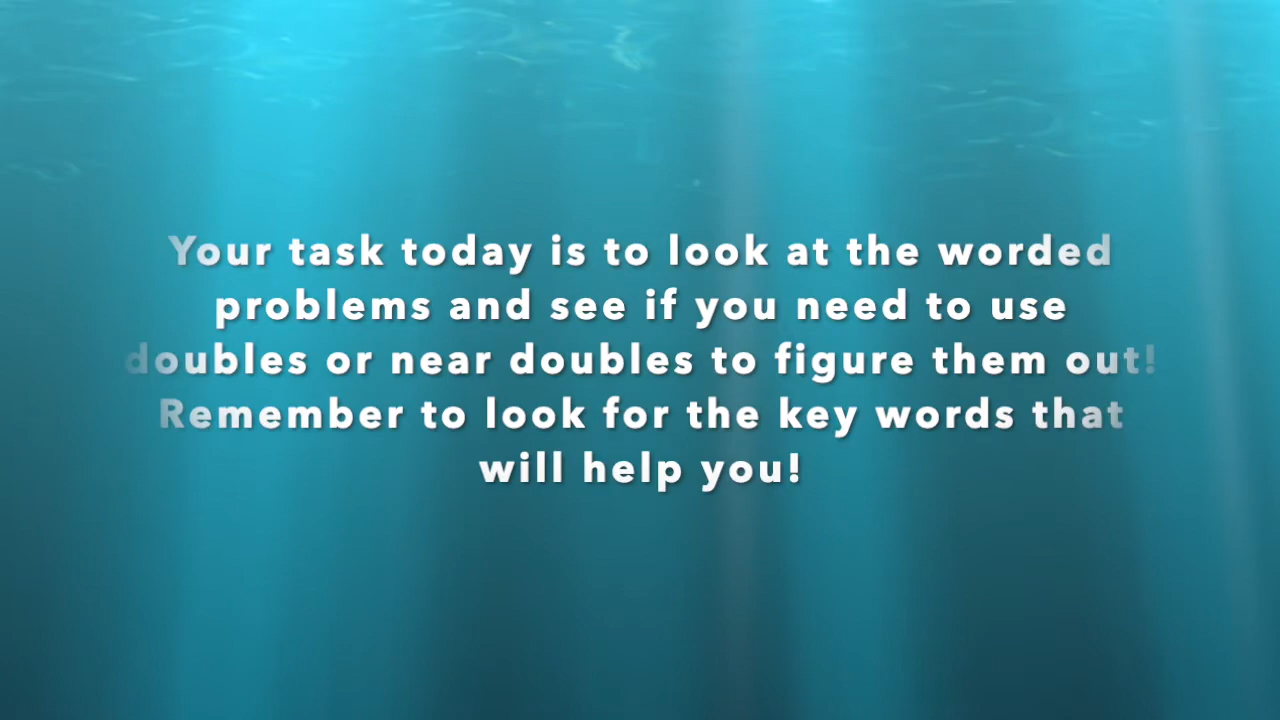 Your task today is to look at the worded
problems and see if you need to use
doubles or near doubles to figure them out!
Remember to look for the key words that
will help you!